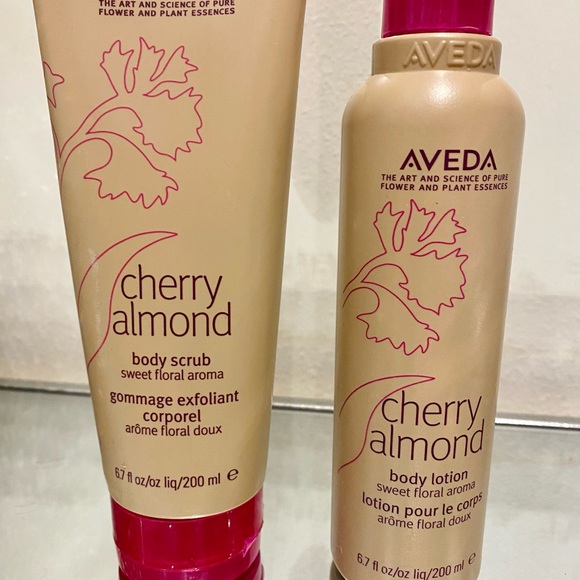 THE ART AND SCIENCE OF PURE
FLOWER AND PLANT ESSENCES
cherry
almond
body scrub
sweet floral aroma
gommage exfoliant
corporel
arôme floral doux
6.7 fl oz/oz liq/200 ml e
AVEDA
AVEDA
THE ART AND SCIENCE OF PURE
FLOWER AND PLANT ESSENCES
cherry
almond
body lotion
sweet floral aroma
lotion pour le corps
arôme floral doux
6.7 fl oz/oz liq/200 ml e